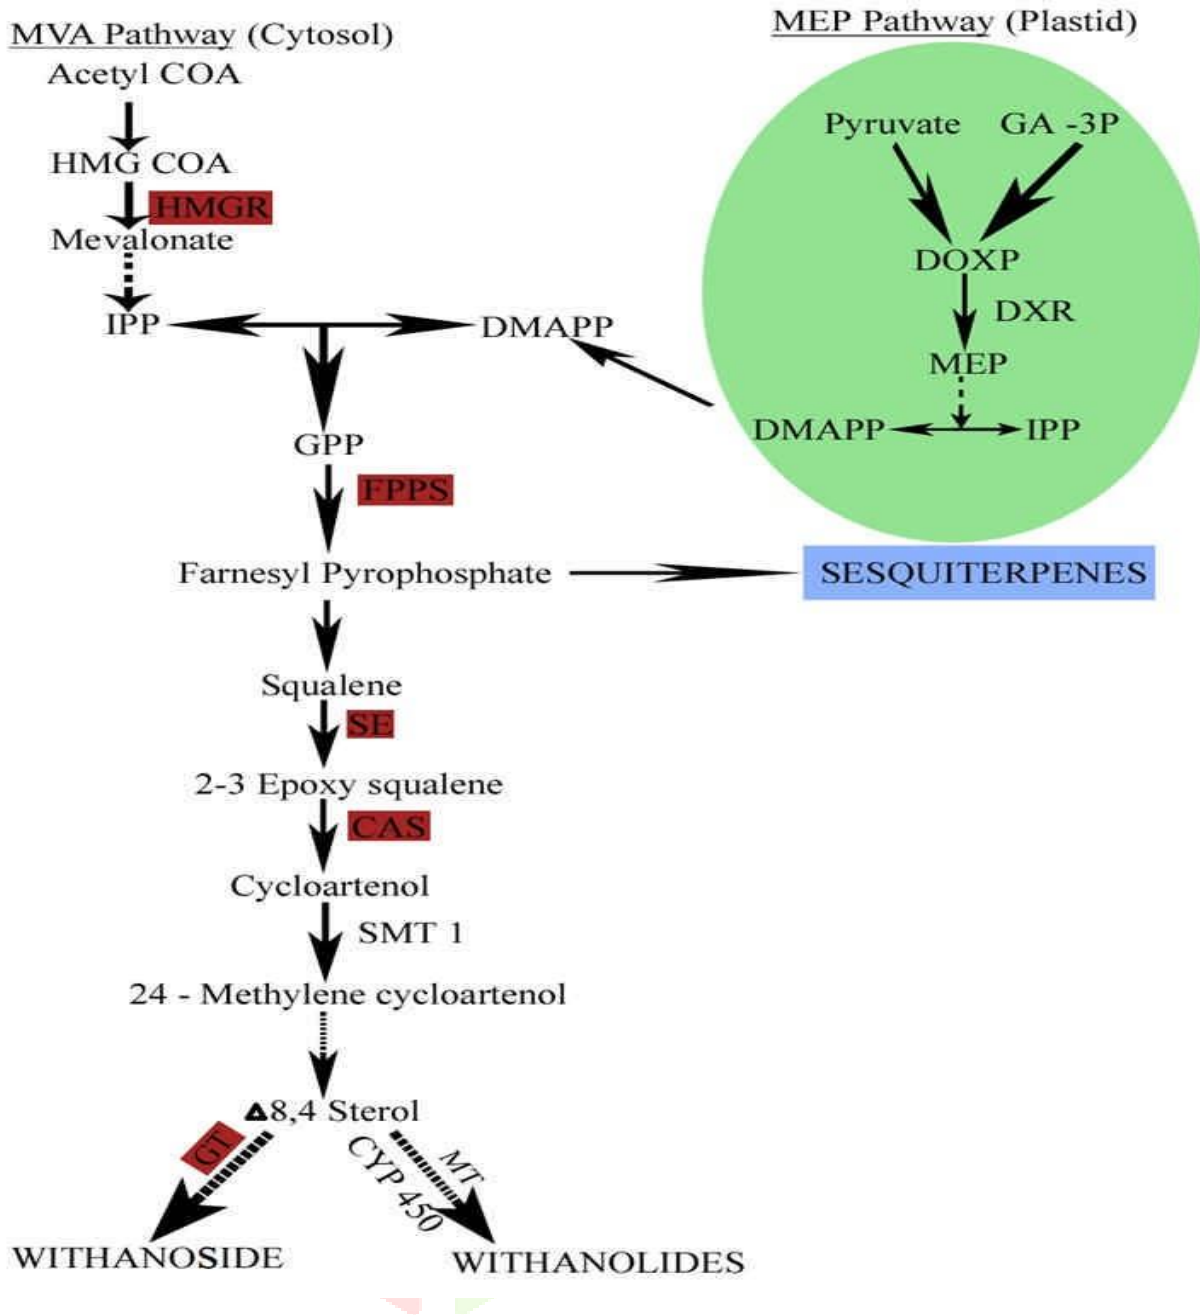 MVA Pathway (Cytosol)
Acetyl COA
HMG COA
HMGR
Mevalonate
IPP
DMAPP
MEP Pathway (Plastid)
Pyruvate
GA -3P
DOXP
DXR
MEP
DMAPP
IPP
GPP
FPPS
Farnesyl Pyrophosphate
SESQUITERPENES
Squalene
SE
2-3 Epoxy squalene
CAS
Cycloartenol
SMT 1
24 - Methylene cycloartenol
Δ8,4 Sterol
GT
CYP 450
MT
WITHANOSIDE
WITHANOLIDES